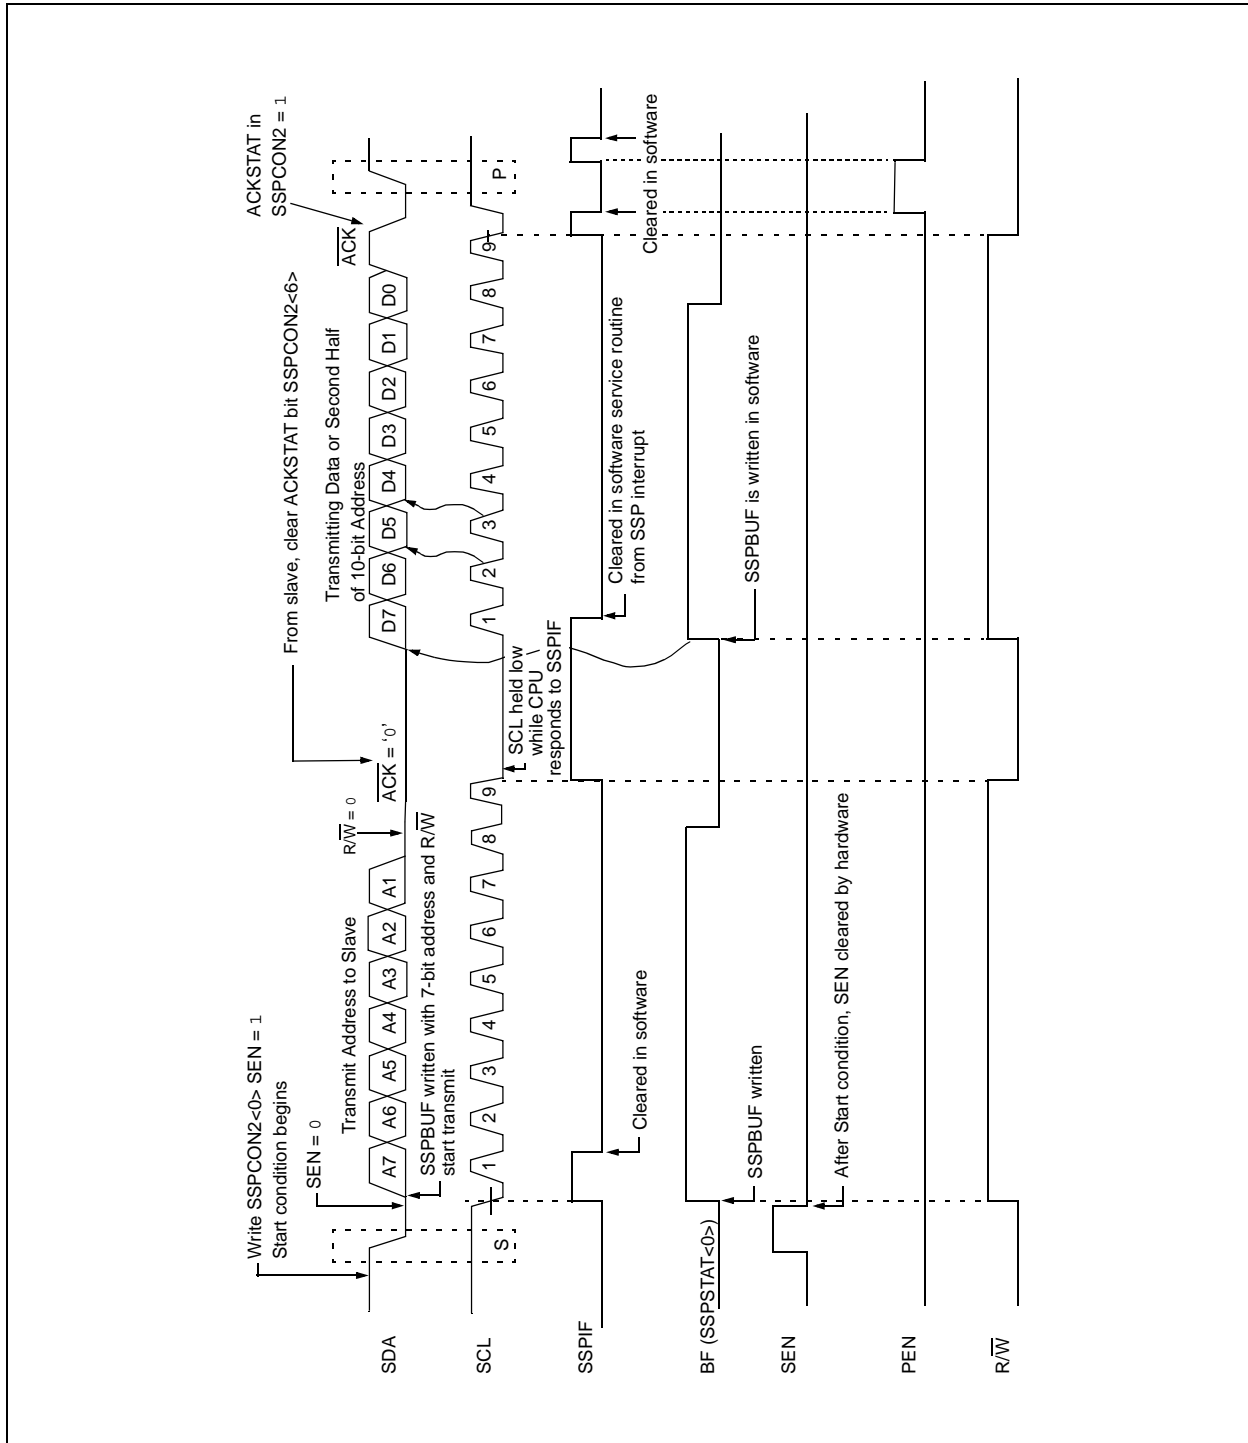 Write SSPCON2<0> SEN = 1
Start condition begins
SEN = 0
Transmit Address to Slave
R/W = 0
From slave, clear ACKSTAT bit SSPCON2<6>
ACK = '0'
Transmitting Data or Second Half
of 10-bit Address
ACKSTAT in
SSPCON2 = 1
ACK
SDA
A7 A6 A5 A4 A3 A2 A1
D7 D6 D5 D4 D3 D2 D1 D0
SSPBUF written with 7-bit address and R/W
start transmit
SCL
S
1 2 3 4 5 6 7 8 9
1 2 3 4 5 6 7 8 9
P
SCL held low
while CPU
responds to SSPIF
SSPIF
Cleared in software
Cleared in software service routine
from SSP interrupt
Cleared in software
BF (SSPSTAT<0>)
SSPBUF written
SSPBUF is written in software
SEN
After Start condition, SEN cleared by hardware
PEN
R/W